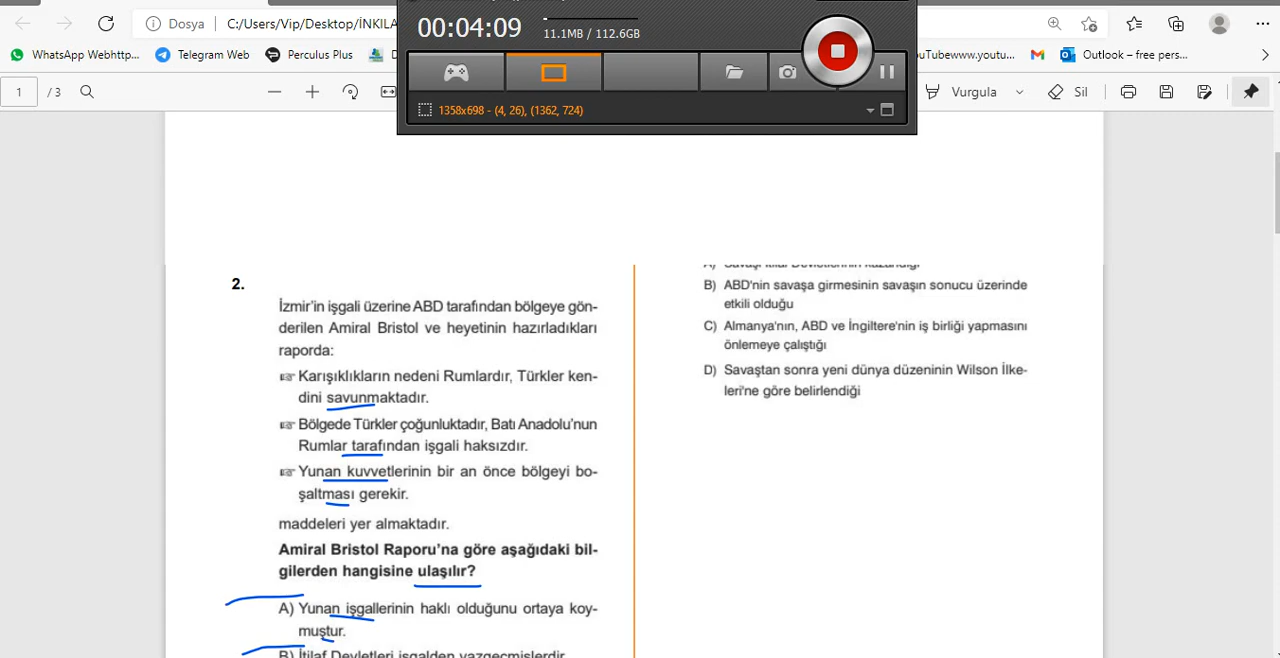 Dosya
C:/Users/Vip/Desktop/İNKILA
00:04:09
11.1MB / 112.6GB
WhatsApp Webhttp...
Telegram Web
Perculus Plus
uTubewww.youtu...
Outlook – free pers...
1
/ 3
Vurgula
Sil
1358x698 - (4, 26), (1362, 724)
2.
İzmir'in işgali üzerine ABD tarafından bölgeye gön-
derilen Amiral Bristol ve heyetinin hazırladıkları
raporda:
Karışıklıkların nedeni Rumlardır, Türkler ken-
dini savunmaktadır.
Bölgede Türkler çoğunluktadır, Batı Anadolu'nun
Rumlar tarafından işgali haksızdır.
Yunan kuvvetlerinin bir an önce bölgeyi bo-
şaltması gerekir.
maddeleri yer almaktadır.
Amiral Bristol Raporu'na göre aşağıdaki bil-
gilerden hangisine ulaşılır?
A) Yunan işgallerinin haklı olduğunu ortaya koy-
muştur.
B) İtilaf Devletleri işgalden vazgeçmişlerdir.
A) Savaşı İtilaf Devletlerinin kazandığı
B) ABD'nin savaşa girmesinin savaşın sonucu üzerinde
etkili olduğu
C) Almanya'nın, ABD ve İngiltere'nin iş birliği yapmasını
önlemeye çalıştığı
D) Savaştan sonra yeni dünya düzeninin Wilson İlke-
leri'ne göre belirlendiği